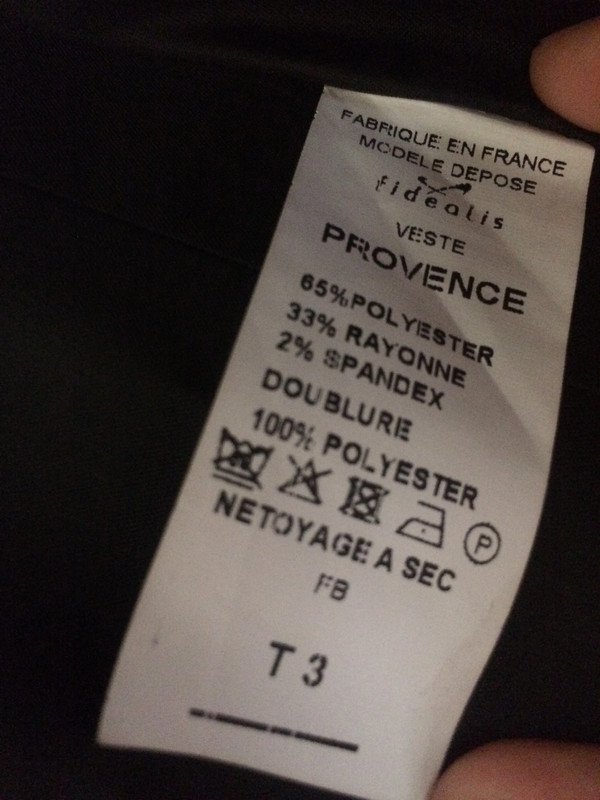 FABRIQUE EN FRANCE
MODELE DEPOSE
fidealis
VESTE
PROVENCE
65%POLYESTER
33% RAYONNE
2% SPANDEX
DOUBLURE
100% POLYESTER
P
NETOYAGE A SEC
FB
T 3